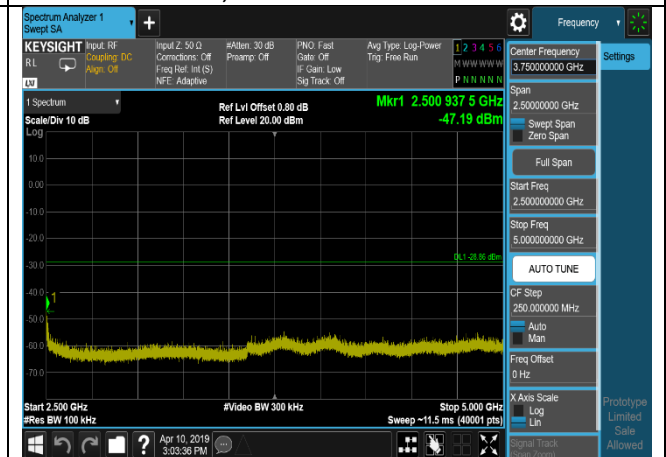 Spectrum Analyzer 1
Swept SA
Frequency
KEYSIGHT
RL
LXI
Input: RF
Coupling: DC
Align: Off
Input Z: 50 Ω
Corrections: Off
Freq Ref: Int (S)
NFE: Adaptive
#Atten: 30 dB
Preamp: Off
PNO: Fast
Gate: Off
IF Gain: Low
Sig Track: Off
Avg Type: Log-Power
Trig: Free Run
1 2 3 4 5 6
M W W W W W
P N N N N N
1 Spectrum
Scale/Div 10 dB
Log
Ref Lvl Offset 0.80 dB
Ref Level 20.00 dBm
Mkr1 2.500 937 5 GHz
-47.19 dBm
10.0
0.00
-10.0
-20.0
-30.0
-40.0
-50.0
-60.0
-70.0
DL1 -28.86 dBm
1
Start 2.500 GHz
#Res BW 100 kHz
#Video BW 300 kHz
Stop 5.000 GHz
Sweep ~11.5 ms (40001 pts)
Apr 10, 2019
3:03:36 PM
Center Frequency
3.750000000 GHz
Span
2.50000000 GHz
Swept Span
Zero Span
Full Span
Start Freq
2.500000000 GHz
Stop Freq
5.000000000 GHz
AUTO TUNE
CF Step
250.000000 MHz
Auto
Man
Freq Offset
0 Hz
X Axis Scale
Log
Lin
Signal Track
(Span Zoom)
Settings
Prototype
Limited
Sale
Allowed